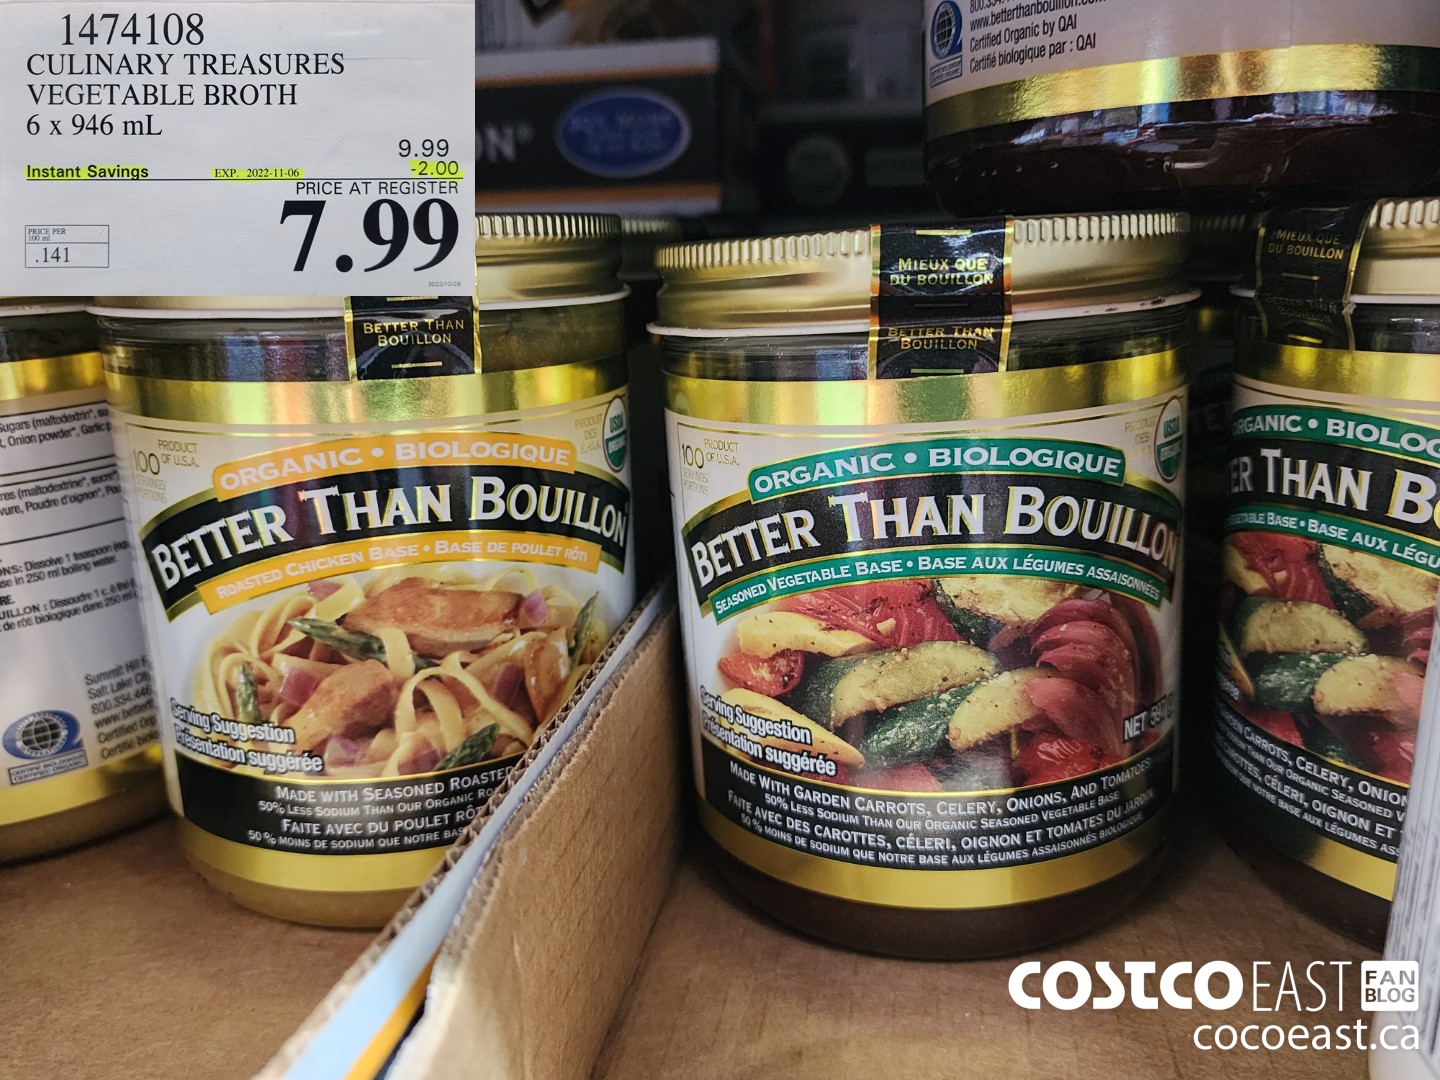 1474108
CULINARY TREASURES
VEGETABLE BROTH
6 x 946 mL
9.99
Instant Savings EXP. 2022-11-06 -2.00
PRICE AT REGISTER
7.99
PRICE PER
100 ml
.141
2022/10/28
www.betterthanbouillon.com
Certified Organic by QAI
Certifié biologique par : QAI
BETTER THAN
BOUILLON
100 PRODUCT
OF U.S.A.
SERVINGS
PORTIONS
USDA
ORGANIC
ORGANIC • BIOLOGIQUE
BETTER THAN BOUILLON
ROASTED CHICKEN BASE • BASE DE POULET RÔTI
Serving Suggestion
Présentation suggérée
MADE WITH SEASONED ROASTED
50% LESS SODIUM THAN OUR ORGANIC
FAITE AVEC DU POULET RÔTI
50 % MOINS DE SODIUM QUE NOTRE BASE
MIEUX QUE
DU BOUILLON
BETTER THAN
BOUILLON
100 PRODUCT
OF U.S.A.
SERVINGS
PORTIONS
USDA
ORGANIC
ORGANIC • BIOLOGIQUE
BETTER THAN BOUILLON
SEASONED VEGETABLE BASE • BASE AUX LÉGUMES ASSAISONNÉES
Serving Suggestion
Présentation suggérée
NET
MADE WITH GARDEN CARROTS, CELERY, ONIONS, AND TOMATOES
50% LESS SODIUM THAN OUR ORGANIC SEASONED VEGETABLE BASE
FAITE AVEC DES CAROTTES, CÉLERI, OIGNON ET TOMATES DU JARDIN
50 % MOINS DE SODIUM QUE NOTRE BASE AUX LÉGUMES ASSAISONNÉS BIOLOGIQUE
MIEUX QUE
DU BOUILLON
COSTCO EAST FAN
BLOG
cocoeast.ca